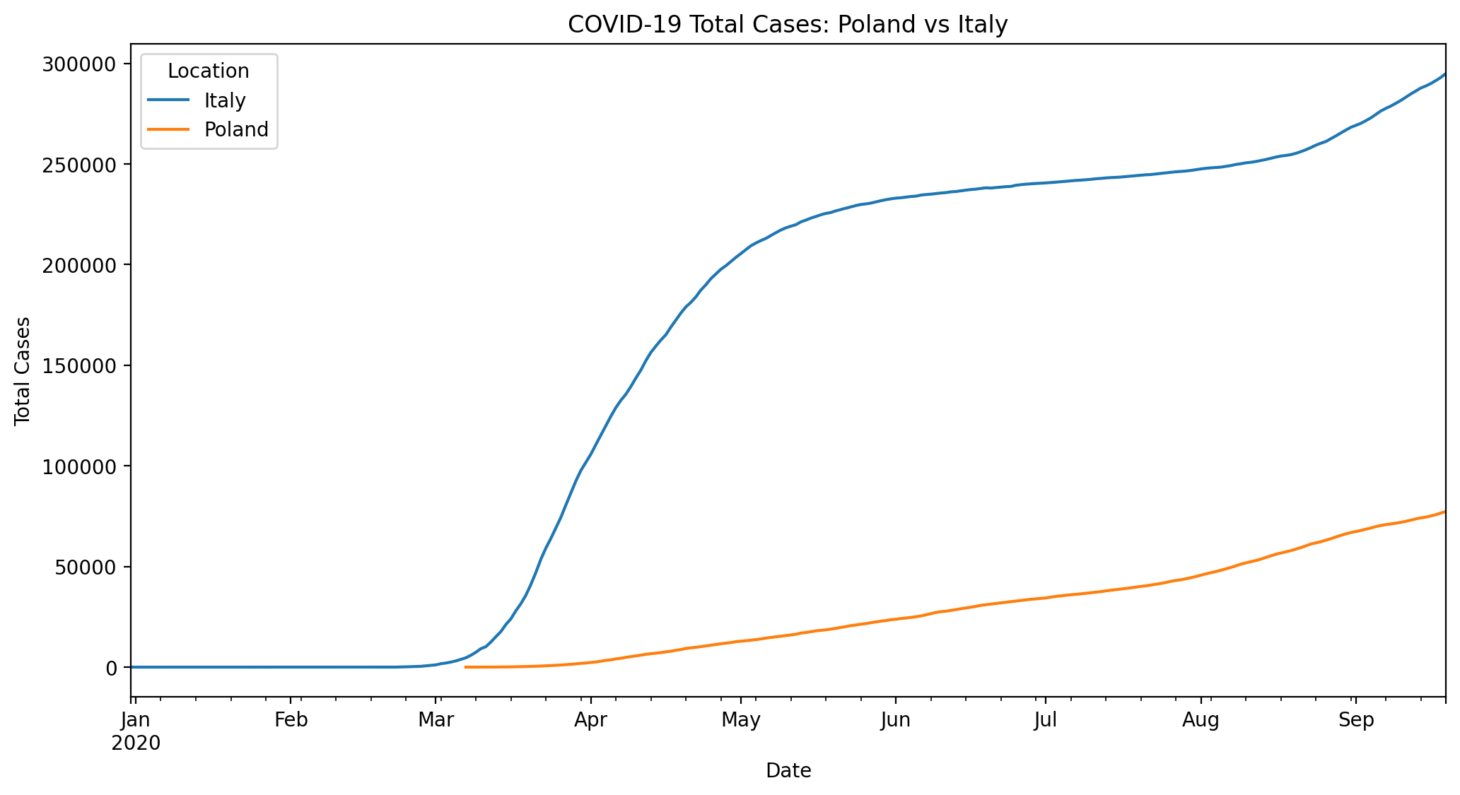 COVID-19 Total Cases: Poland vs Italy
Location
Italy
Poland
300000
250000
200000
150000
100000
50000
0
Total Cases
Jan Feb Mar Apr May Jun Jul Aug Sep
2020
Date